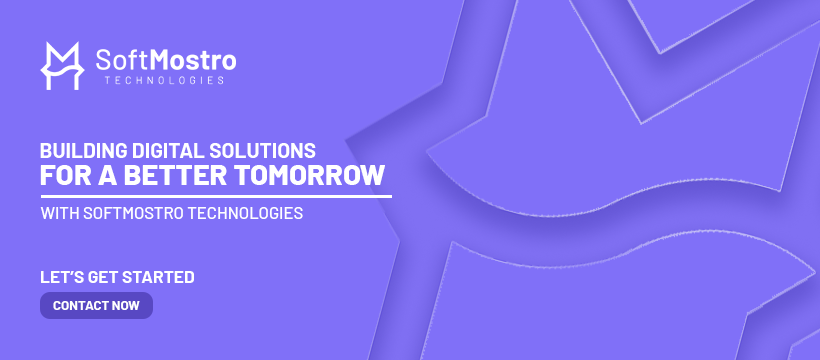 SoftMostro
TECHNOLOGIES
BUILDING DIGITAL SOLUTIONS
FOR A BETTER TOMORROW
WITH SOFTMOSTRO TECHNOLOGIES
LET'S GET STARTED
CONTACT NOW